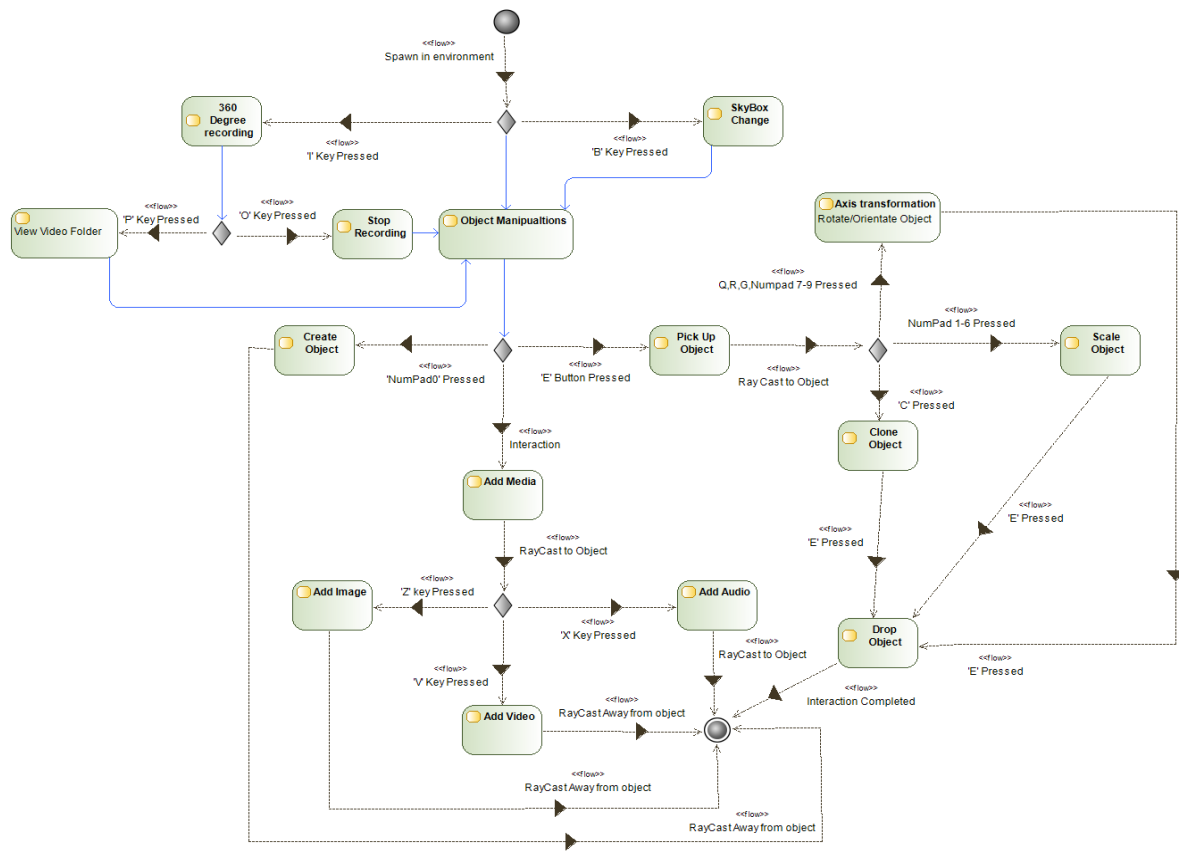 <<flow>>
Spawn in environment
360
Degree
recording
<<flow>>
'I' Key Pressed
<<flow>>
'B' Key Pressed
SkyBox
Change
View Video Folder
<<flow>>
'P' Key Pressed
<<flow>>
'O' Key Pressed
Stop
Recording
Object Manipualtions
Axis transformation
Rotate/Orientate Object
<<flow>>
Q,R,G,Numpad 7-9 Pressed
<<flow>>
NumPad 1-6 Pressed
Create
Object
<<flow>>
'NumPad0' Pressed
<<flow>>
'E' Button Pressed
Pick Up
Object
<<flow>>
Ray Cast to Object
Scale
Object
<<flow>>
'C' Pressed
Clone
Object
<<flow>>
Interaction
Add Media
<<flow>>
RayCast to Object
<<flow>>
'E' Pressed
<<flow>>
'E' Pressed
Add Image
<<flow>>
'Z' key Pressed
<<flow>>
'X' Key Pressed
Add Audio
<<flow>>
RayCast to Object
Drop
Object
<<flow>>
'E' Pressed
<<flow>>
'V' Key Pressed
Add Video
<<flow>>
RayCast Away from object
<<flow>>
Interaction Completed
<<flow>>
RayCast Away from object
<<flow>>
RayCast Away from object